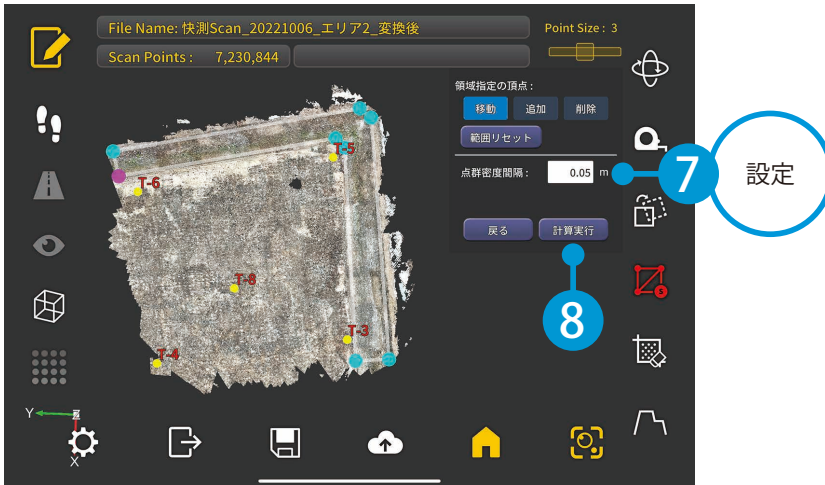 File Name: 快測Scan_20221006_エリア2_変換後
Point Size : 3
Scan Points : 7,230,844
領域指定の頂点 :
移動 追加 削除
範囲リセット
点群密度間隔 : 0.05 m
7 設定
戻る 計算実行
8
T-5
T-6
T-8
T-3
T-4
S
Y
Z
X